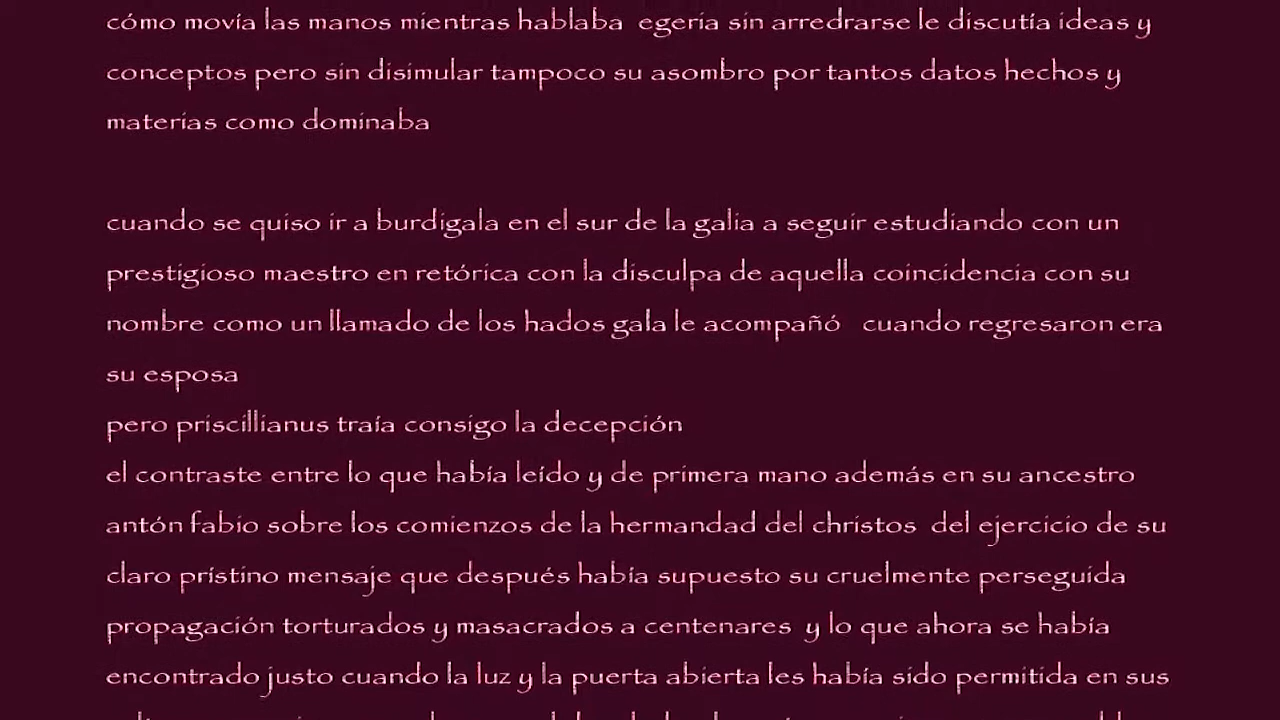 cómo movía las manos mientras hablaba egeria sin arredrarse le discutía ideas y
conceptos pero sin disimular tampoco su asombro por tantos datos hechos y
materias como dominaba
cuando se quiso ir a burdigala en el sur de la galia a seguir estudiando con un
prestigioso maestro en retórica con la disculpa de aquella coincidencia con su
nombre como un llamado de los hados gala le acompañó cuando regresaron era
su esposa
pero priscillianus traía consigo la decepción
el contraste entre lo que había leído y de primera mano además en su ancestro
antón fabio sobre los comienzos de la hermandad del christos del ejercicio de su
claro prístino mensaje que después había supuesto su cruelmente perseguida
propagación torturados y masacrados a centenares y lo que ahora se había
encontrado justo cuando la luz y la puerta abierta les había sido permitida en sus